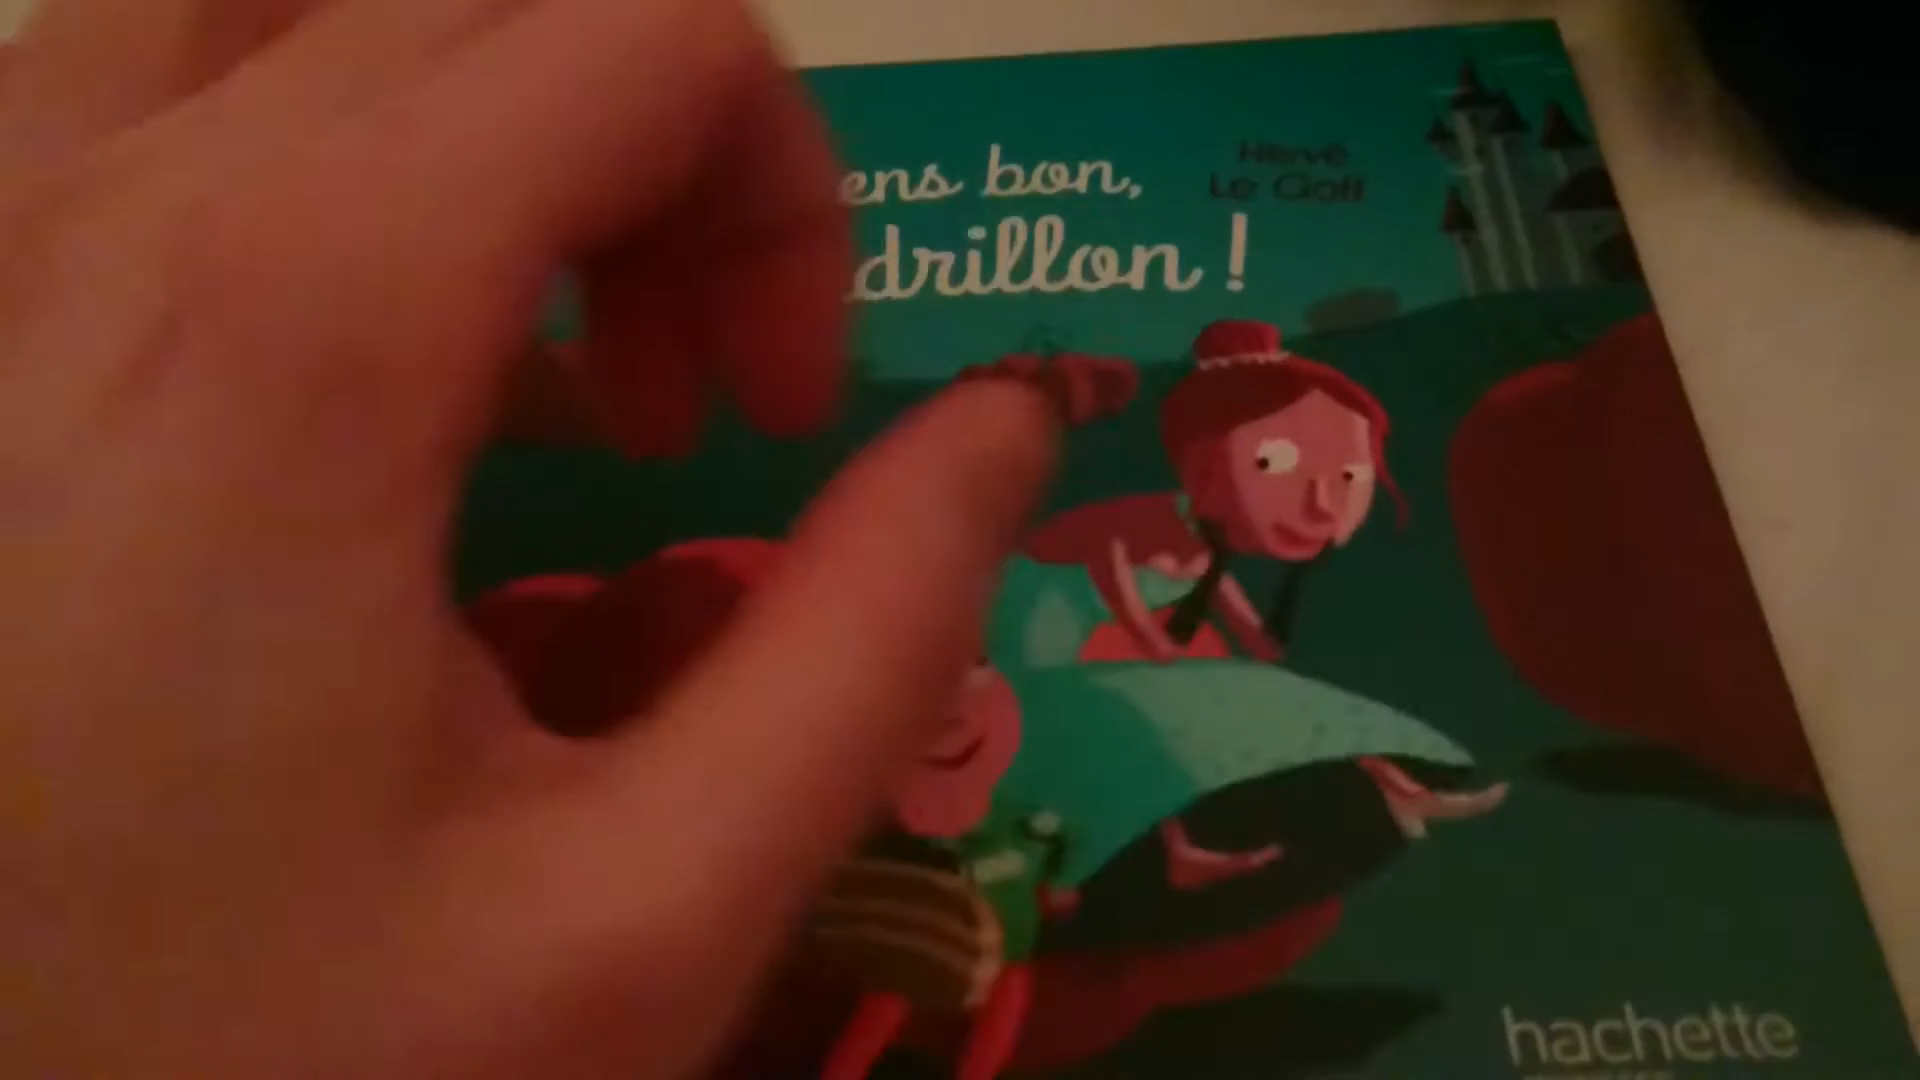 ens bon,
drillon !
Hervé
Le Goff
hachette